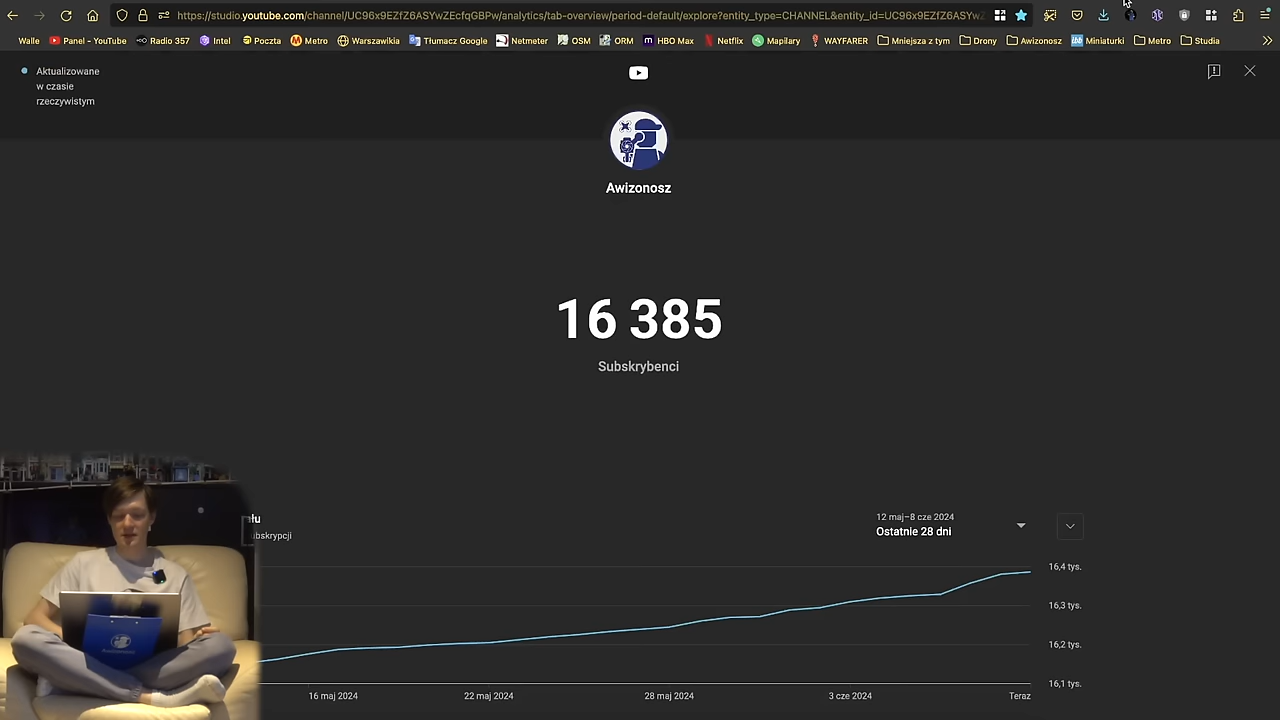 https://studio.youtube.com/channel/UC96x9EZfZ6ASYwZEcfqGBPw/analytics/tab-overview/period-default/explore?entity_type=CHANNEL&entity_id=UC96x9EZfZ6ASYwZ
Walle Panel - YouTube Radio 357 Intel Poczta Metro Warszawikia Tłumacz Google Netmeter OSM ORM HBO Max Netflix Mapilary WAYFARER Mniejsza z tym Drony Awizonosz Miniaturki Metro Studia
Aktualizowane
w czasie
rzeczywistym
Awizonosz
16 385
Subskrybenci
12 maj–8 cze 2024
Ostatnie 28 dni
ału
ubskrypcji
16,4 tys.
16,3 tys.
16,2 tys.
16,1 tys.
16 maj 2024 22 maj 2024 28 maj 2024 3 cze 2024 Teraz